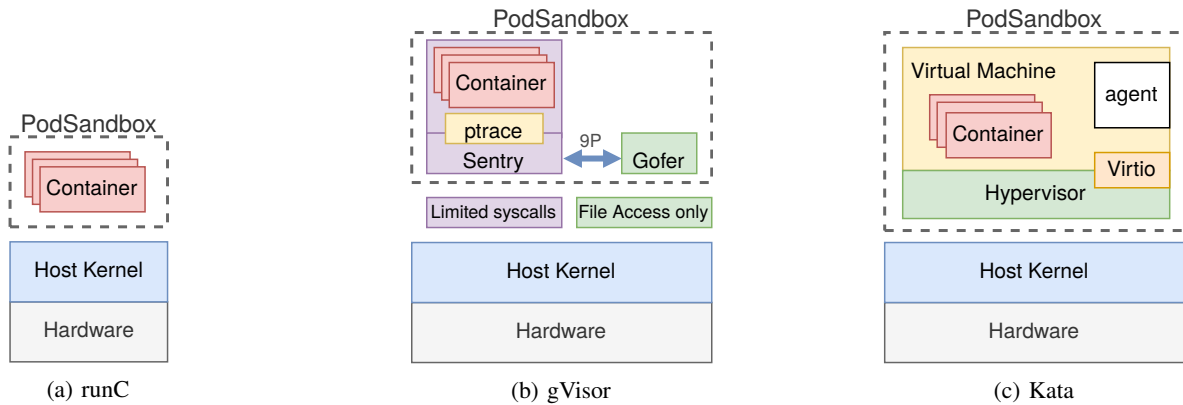 PodSandbox
Container
Host Kernel
Hardware
(a) runC
PodSandbox
Container
ptrace
Sentry
9P
Gofer
Limited syscalls
File Access only
Host Kernel
Hardware
(b) gVisor
PodSandbox
Virtual Machine
agent
Container
Virtio
Hypervisor
Host Kernel
Hardware
(c) Kata